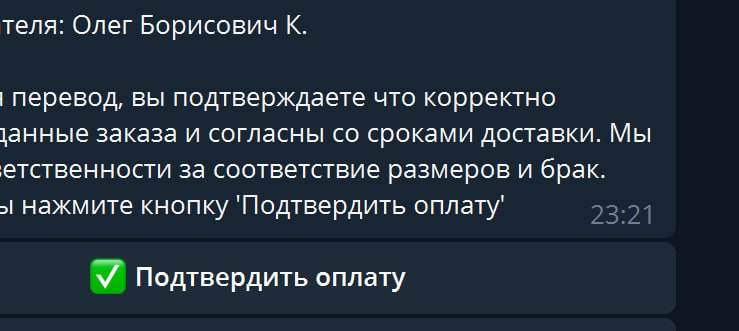 теля: Олег Борисович К.
перевод, вы подтверждаете что корректно
данные заказа и согласны со сроками доставки. Мы
ветственности за соответствие размеров и брак.
нажмите кнопку 'Подтвердить оплату'
23:21
✅ Подтвердить оплату